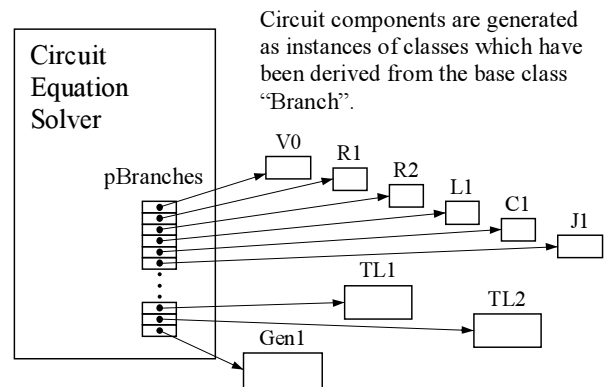 Circuit components are generated
as instances of classes which have
been derived from the base class
“Branch”.
Circuit
Equation
Solver
pBranches
V0
R1
R2
L1
C1
J1
TL1
TL2
Gen1